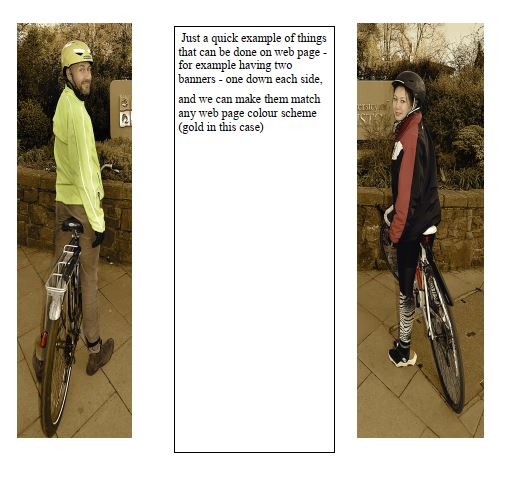 Just a quick example of things
that can be done on web page -
for example having two
banners - one down each side,
and we can make them match
any web page colour scheme
(gold in this case)